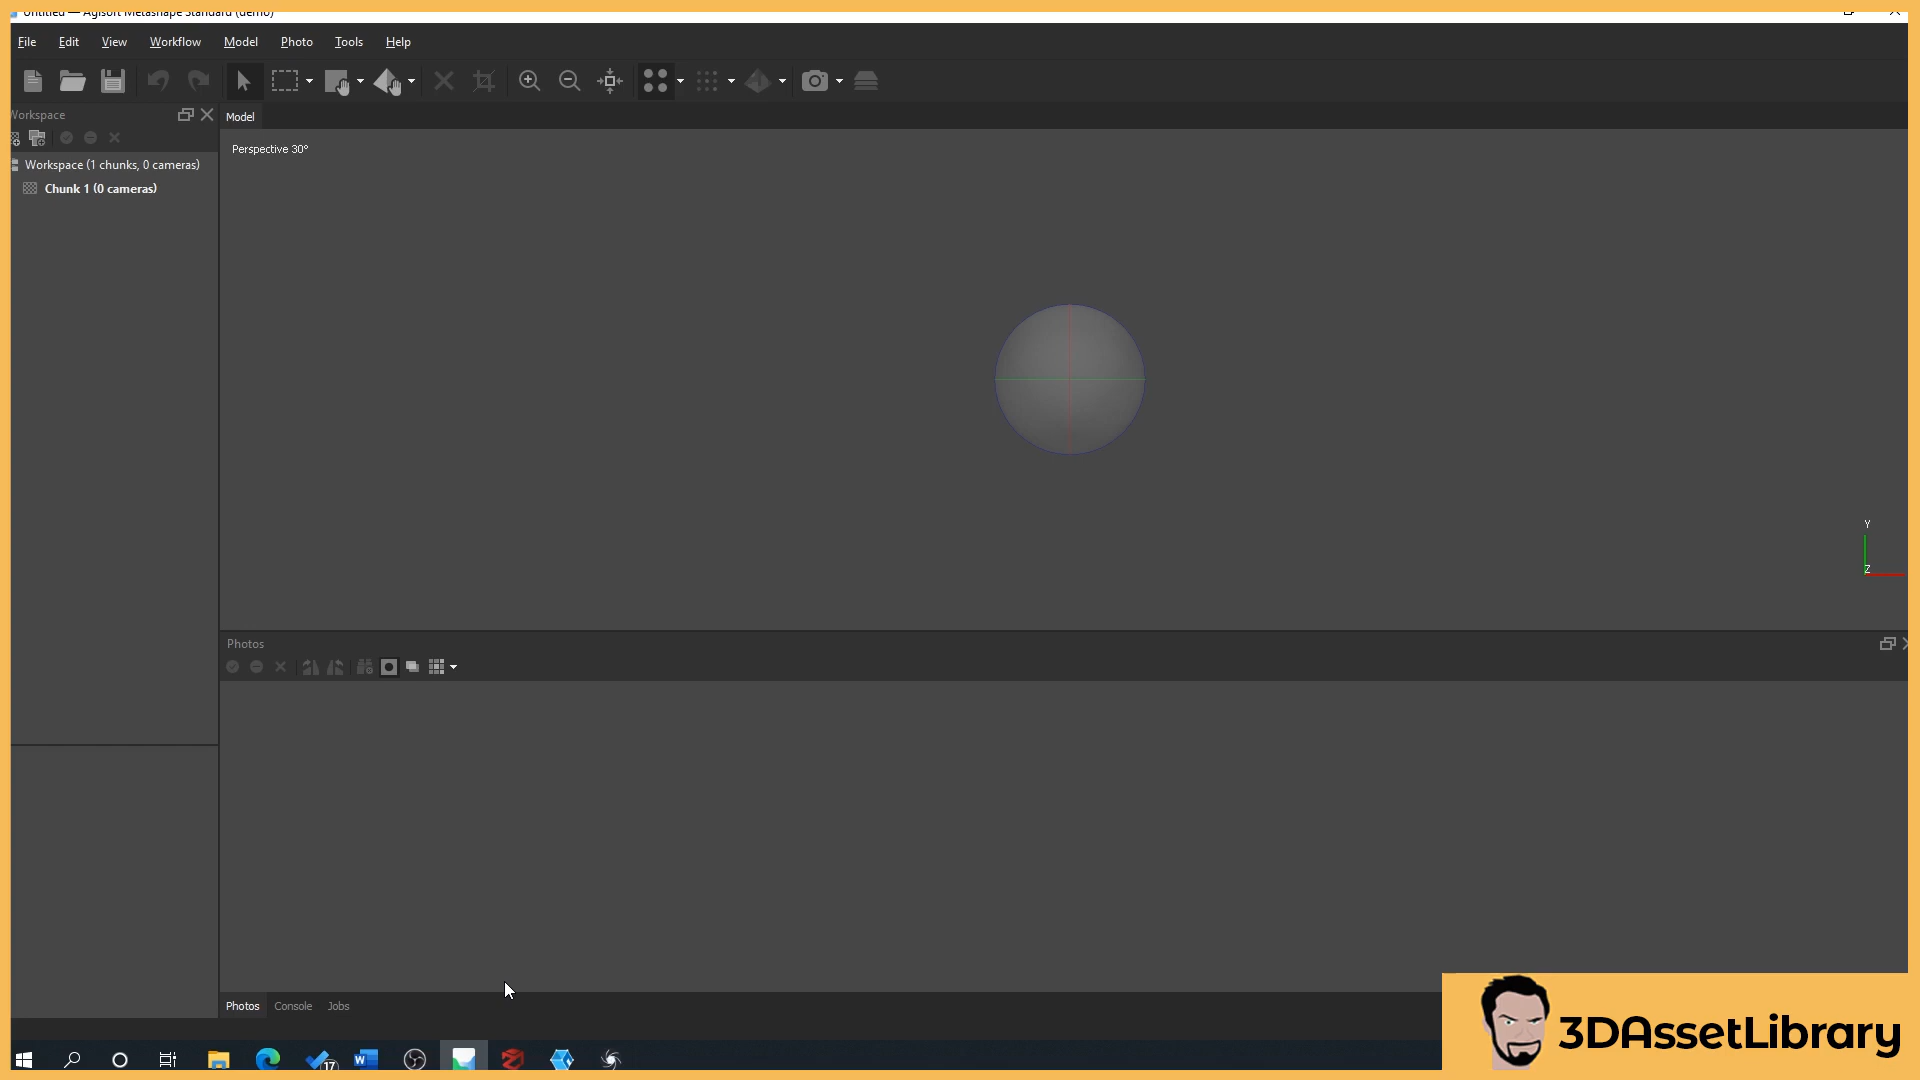 Untitled — Agisoft Metashape Standard (demo)
File Edit View Workflow Model Photo Tools Help
Workspace
Model
Perspective 30°
Workspace (1 chunks, 0 cameras)
Chunk 1 (0 cameras)
Y
Z
Photos
Photos Console Jobs
3DAssetLibrary
17
W